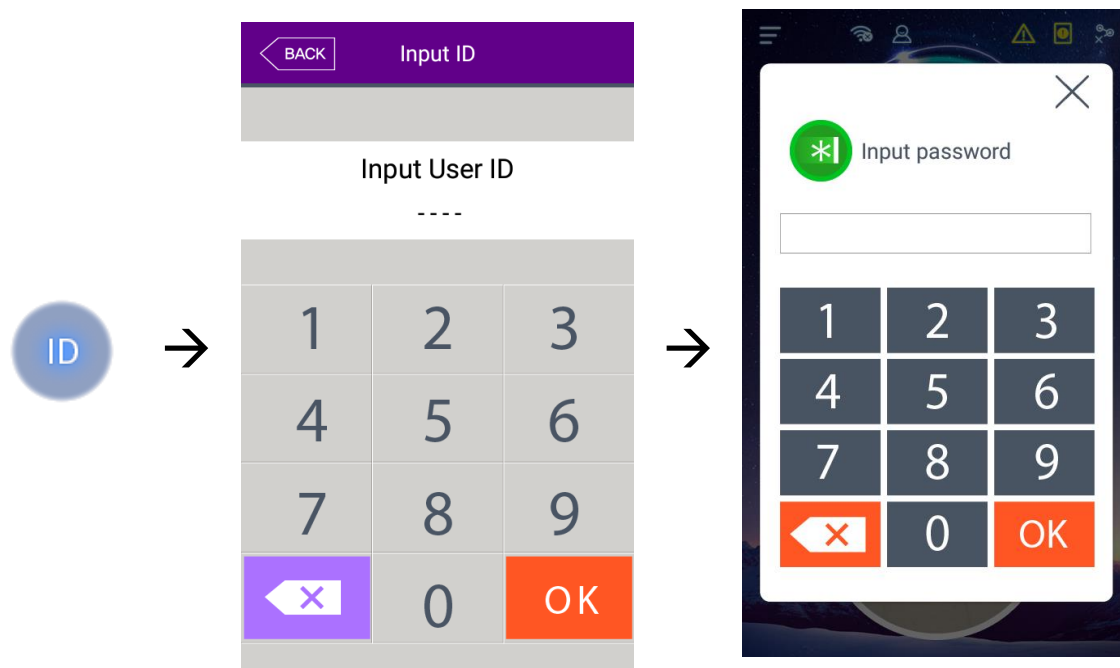 ID
BACK
Input ID
Input User ID
----
1 2 3
4 5 6
7 8 9
0 OK
Input password
1 2 3
4 5 6
7 8 9
0 OK